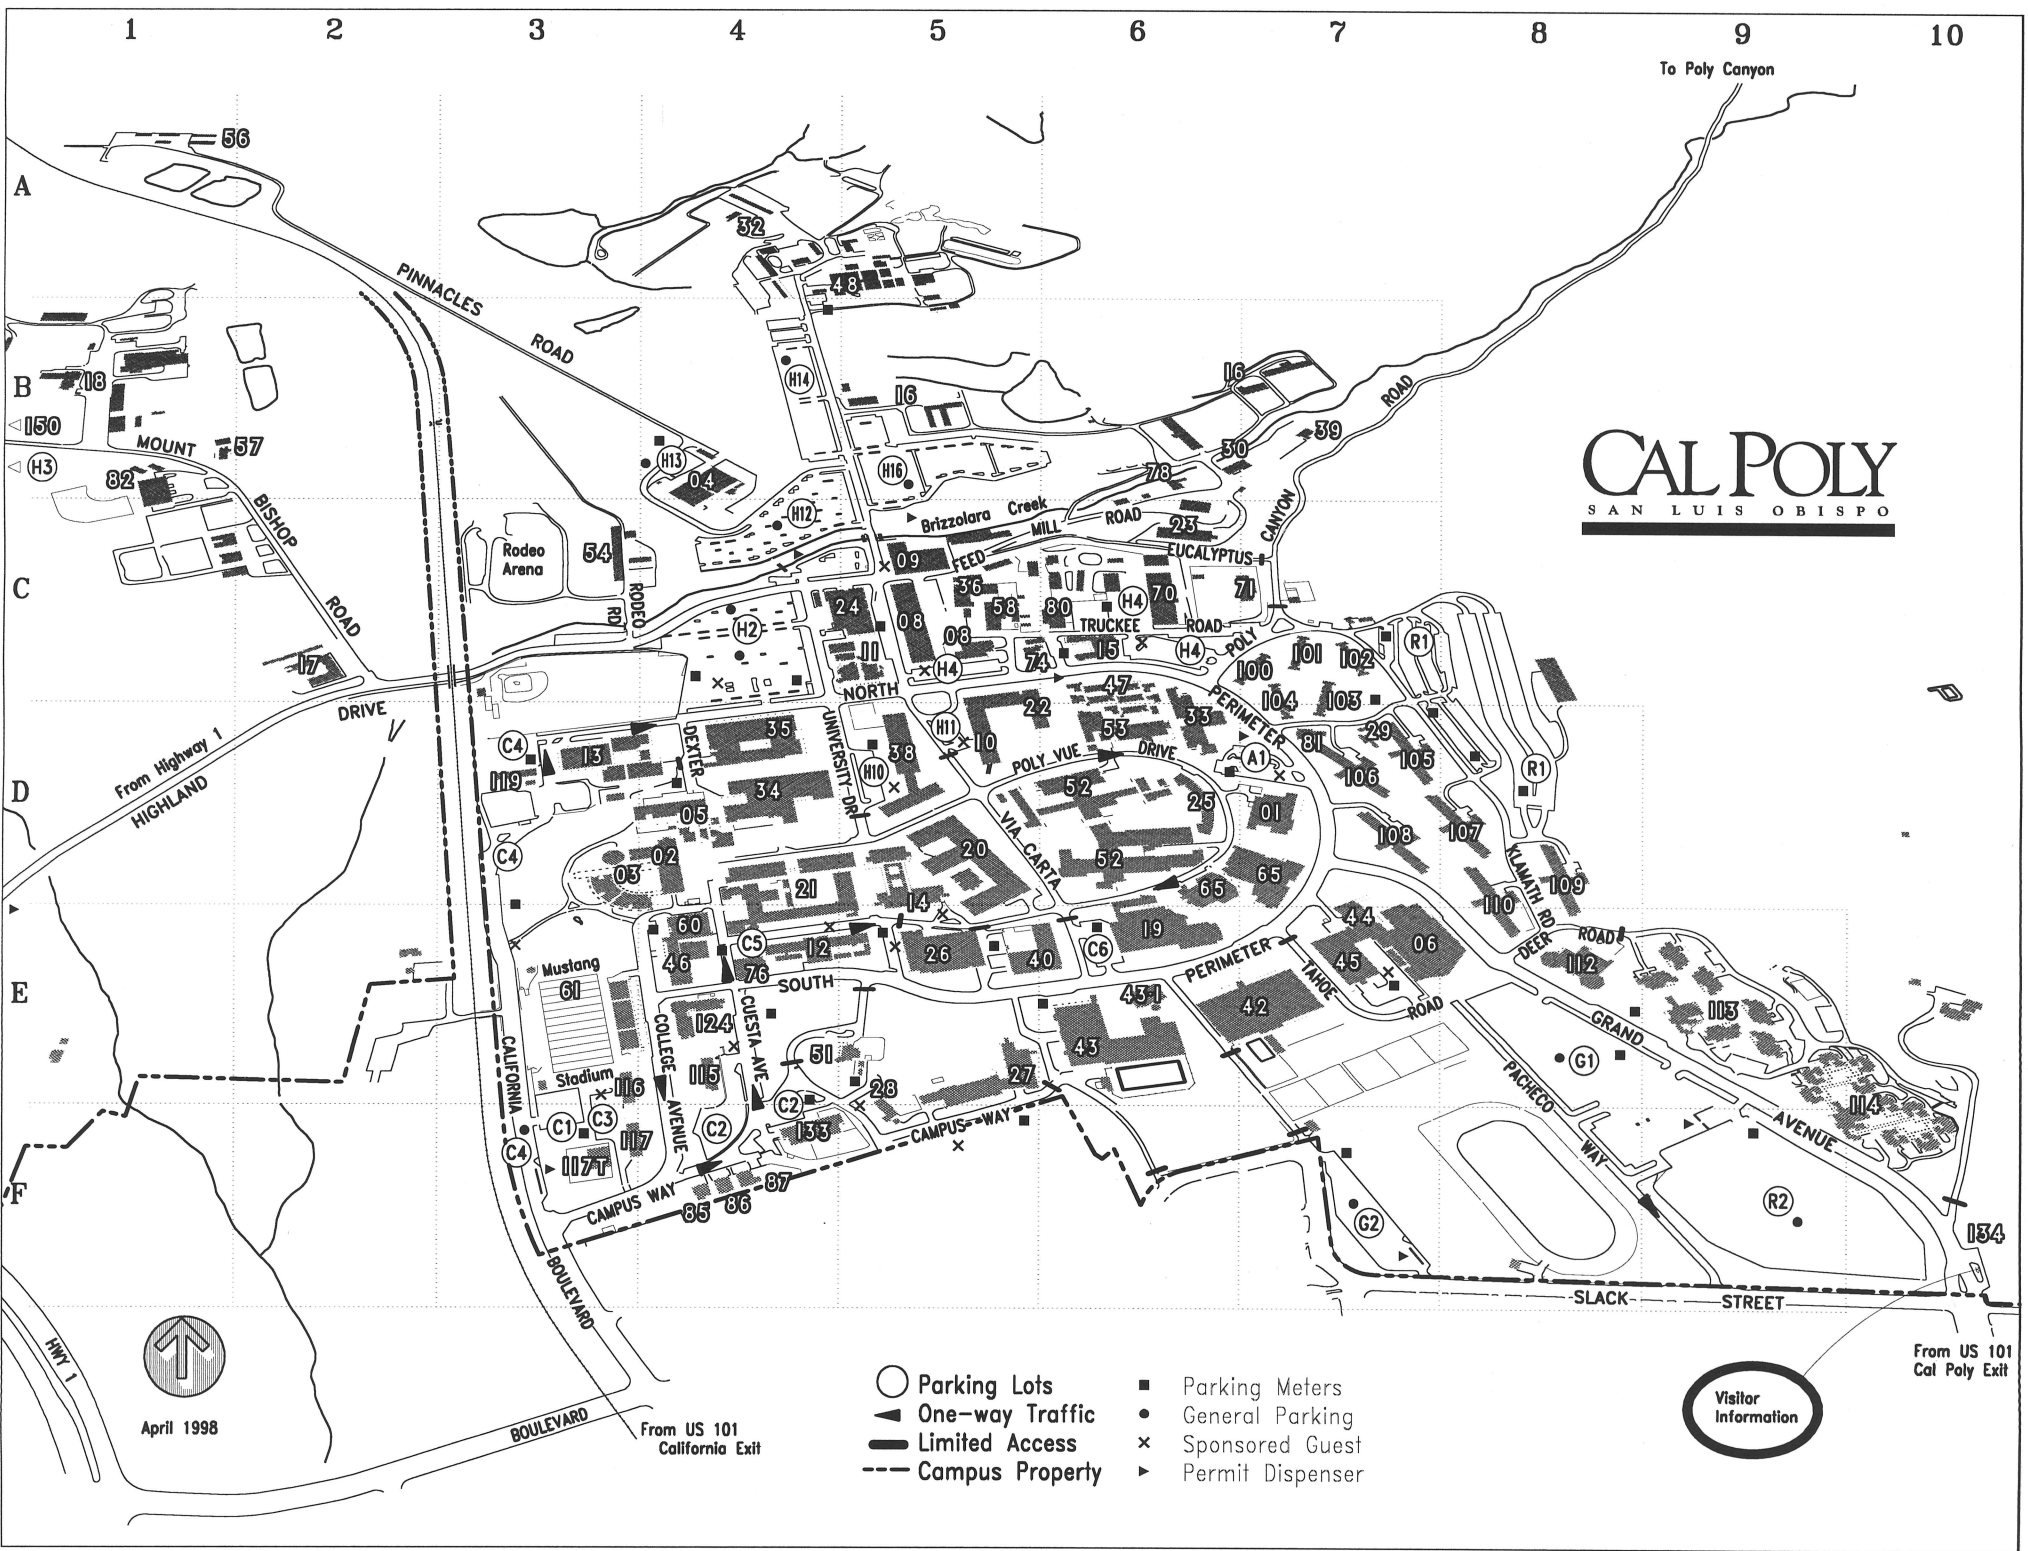 1 2 3 4 5 6 7 8 9 10
To Poly Canyon
A
56
32
48
PINNACLES
ROAD
B
18
150
H3
MOUNT
57
82
BISHOP
ROAD
H14
16
16
ROAD
39
30
78
H13
04
H16
H12
CAL POLY
SAN LUIS OBISPO
C
Rodeo
Arena
54
RODEO
RD
Brizzolara Creek
FEED
MILL
ROAD
23
EUCALYPTUS
CANYON
09
36
58
80
H4
70
71
24
08
08
11
H2
TRUCKEE
ROAD
POLY
74
15
H4
H4
17
NORTH
PERIMETER
100
101
102
103
104
R1
DRIVE
From Highway 1
HIGHLAND
D
C4
119
13
DEXTER
35
34
UNIVERSITY DR
38
H10
H11
10
22
47
53
33
POLY VUE
DRIVE
A1
81
29
105
106
R1
05
02
03
C4
52
25
01
VIA CARTA
20
21
52
65
65
108
107
KLAMATH RD
109
110
14
60
C5
12
46
76
26
40
C6
19
44
06
45
DEER
ROAD
112
113
E
Mustang
61
Stadium
SOUTH
PERIMETER
TAHOE
ROAD
42
43-1
43
124
CUESTA AVE
COLLEGE
AVENUE
115
51
28
27
GRAND
AVENUE
G1
PACHECO
WAY
114
CALIFORNIA
BOULEVARD
116
C1
C3
117
C2
C2
133
CAMPUS WAY
C4
117T
F
CAMPUS WAY
85
86
87
G2
R2
134
SLACK
STREET
HWY 1
April 1998
BOULEVARD
From US 101
California Exit
From US 101
Cal Poly Exit
Visitor
Information
Parking Lots
One-way Traffic
Limited Access
Campus Property
Parking Meters
General Parking
Sponsored Guest
Permit Dispenser